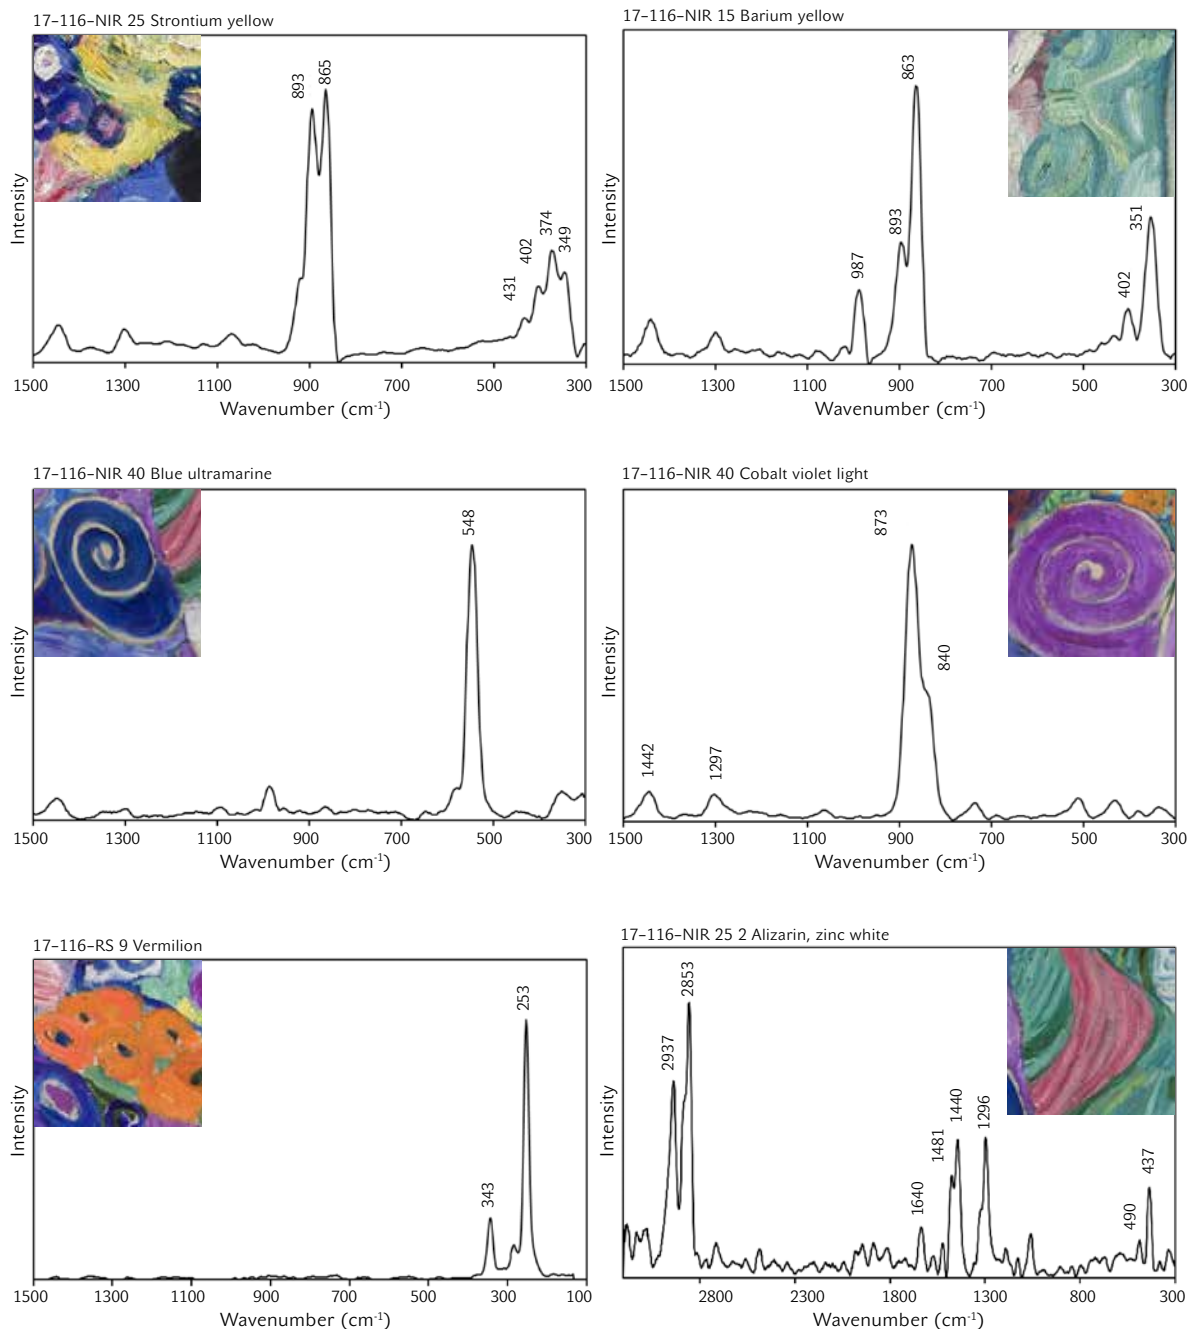 17–116–NIR 25 Strontium yellow
893
865
431
402
374
349
Intensity
1500 1300 1100 900 700 500 300
Wavenumber (cm-1)
17–116–NIR 15 Barium yellow
987
893
863
402
351
Intensity
1500 1300 1100 900 700 500 300
Wavenumber (cm-1)
17–116–NIR 40 Blue ultramarine
548
Intensity
1500 1300 1100 900 700 500 300
Wavenumber (cm-1)
17–116–NIR 40 Cobalt violet light
1442
1297
873
840
Intensity
1500 1300 1100 900 700 500 300
Wavenumber (cm-1)
17–116–RS 9 Vermilion
343
253
Intensity
1500 1300 1100 900 700 500 300 100
Wavenumber (cm-1)
17–116–NIR 25 2 Alizarin, zinc white
2937
2853
1640
1481
1440
1296
490
437
Intensity
2800 2300 1800 1300 800 300
Wavenumber (cm-1)